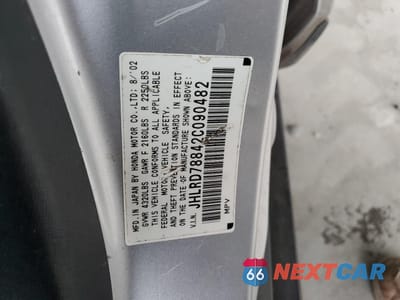 MFD. IN JAPAN BY HONDA MOTOR CO.,LTD: 8/'02
GVWR 4320LBS GAWR F 2160LBS R 2250LBS
THIS VEHICLE CONFORMS TO ALL APPLICABLE
FEDERAL MOTOR VEHICLE SAFETY,
AND THEFT PREVENTION STANDARDS IN EFFECT
ON THE DATE OF MANUFACTURE SHOWN ABOVE.
V.I.N.: JHLRD78842C090482
MPV
66 NEXTCAR